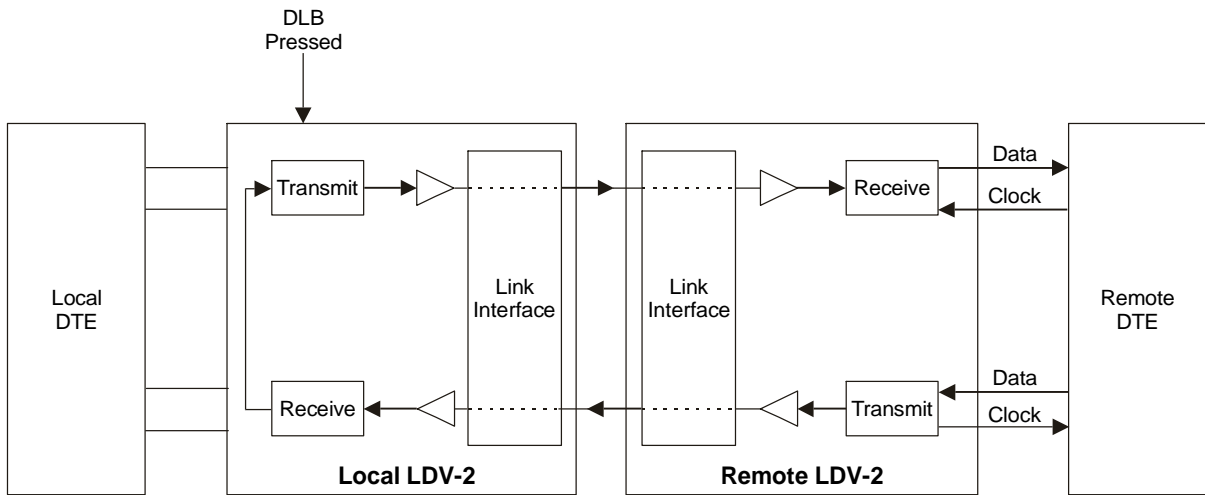 DLB
Pressed
Transmit
Receive
Data
Clock
Local
DTE
Link
Interface
Link
Interface
Remote
DTE
Receive
Transmit
Data
Clock
Local LDV-2
Remote LDV-2